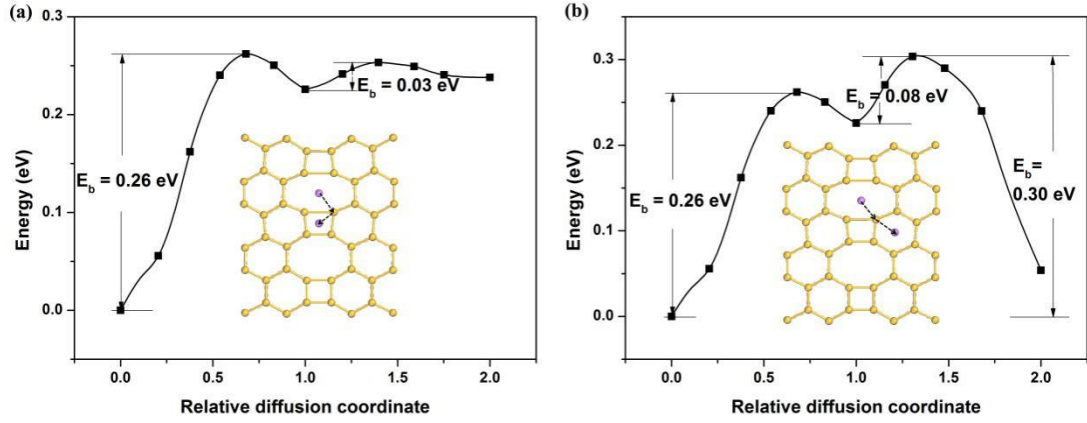 (a)
0.3
0.2
0.1
0.0
Energy (eV)
E_b = 0.26 eV
E_b = 0.03 eV
0.0 0.5 1.0 1.5 2.0
Relative diffusion coordinate
(b)
0.3
0.2
0.1
0.0
Energy (eV)
E_b = 0.26 eV
E_b = 0.08 eV
E_b=
0.30 eV
0.0 0.5 1.0 1.5 2.0
Relative diffusion coordinate